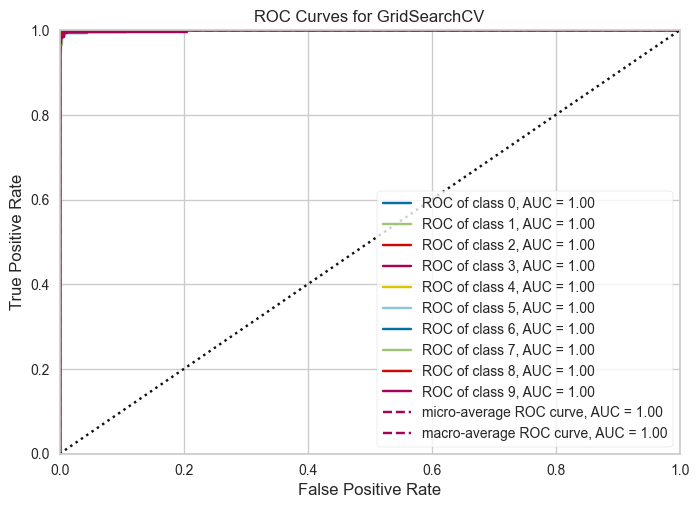 ROC Curves for GridSearchCV
1.0
0.8
0.6
0.4
0.2
0.0
True Positive Rate
ROC of class 0, AUC = 1.00
ROC of class 1, AUC = 1.00
ROC of class 2, AUC = 1.00
ROC of class 3, AUC = 1.00
ROC of class 4, AUC = 1.00
ROC of class 5, AUC = 1.00
ROC of class 6, AUC = 1.00
ROC of class 7, AUC = 1.00
ROC of class 8, AUC = 1.00
ROC of class 9, AUC = 1.00
micro-average ROC curve, AUC = 1.00
macro-average ROC curve, AUC = 1.00
0.0 0.2 0.4 0.6 0.8 1.0
False Positive Rate